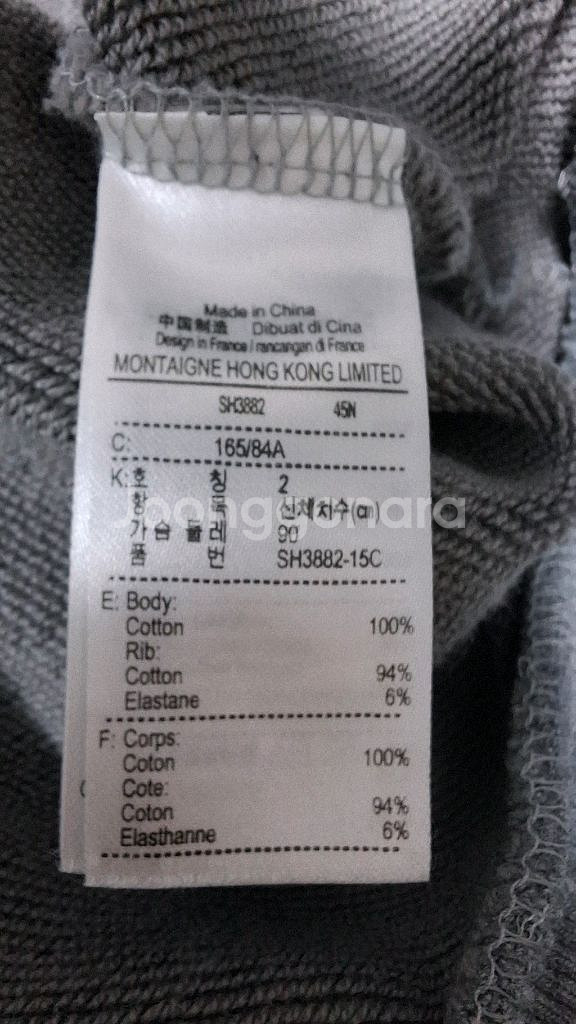 Made in China
中国制造 Dibuat di Cina
Design in France / rancangan di France
MONTAIGNE HONG KONG LIMITED
SH3882 45N
C: 165/84A
K: 호 칭 2
항 목 신체치수(cm)
가 슴 둘 레 90
품 번 SH3882-15C
Joonggonara
E: Body:
Cotton 100%
Rib:
Cotton 94%
Elastane 6%
F: Corps:
Coton 100%
Cote:
Coton 94%
Elasthanne 6%